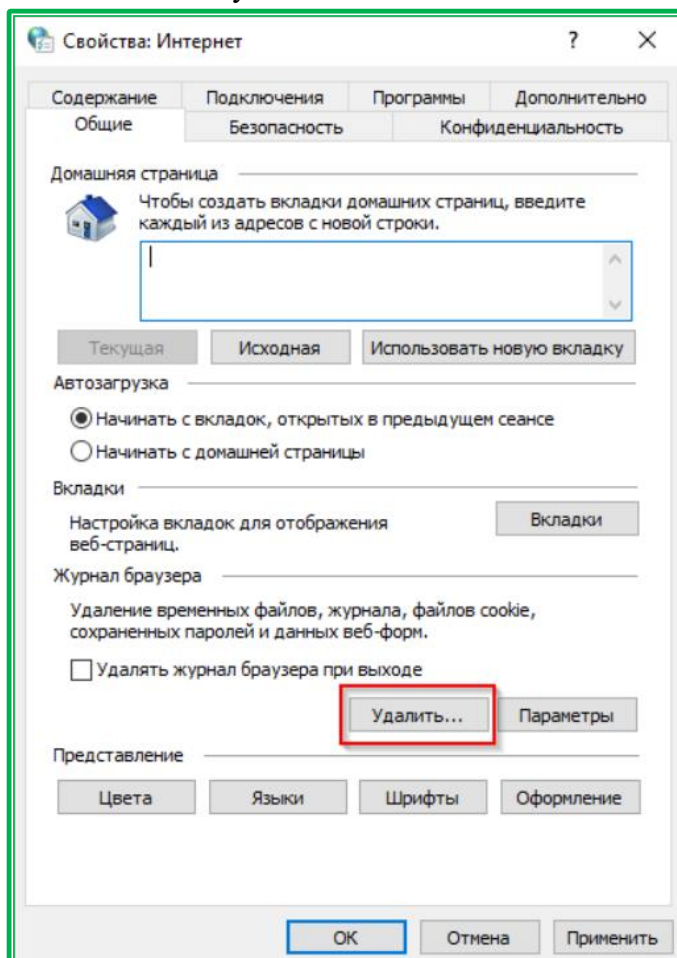 Свойства: Интернет
Содержание Подключения Программы Дополнительно
Общие Безопасность Конфиденциальность
Домашняя страница
Чтобы создать вкладки домашних страниц, введите
каждый из адресов с новой строки.
Текущая Исходная Использовать новую вкладку
Автозагрузка
Начинать с вкладок, открытых в предыдущем сеансе
Начинать с домашней страницы
Вкладки
Настройка вкладок для отображения
веб-страниц.
Вкладки
Журнал браузера
Удаление временных файлов, журнала, файлов cookie,
сохраненных паролей и данных веб-форм.
Удалять журнал браузера при выходе
Удалить... Параметры
Представление
Цвета Языки Шрифты Оформление
ОК Отмена Применить